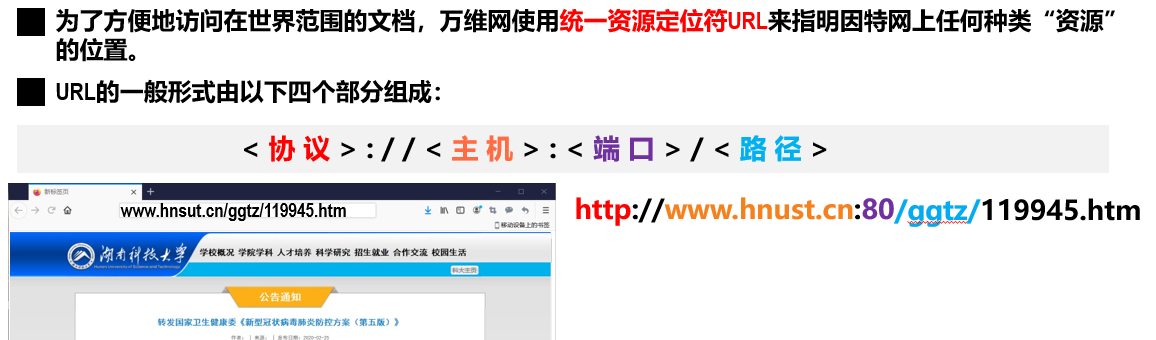 为了方便地访问在世界范围的文档，万维网使用统一资源定位符URL来指明因特网上任何种类“资源”
的位置。
URL的一般形式由以下四个部分组成：
<协议>://<主机>:<端口>/<路径>
新标签页
www.hnsut.cn/ggtz/119945.htm
http://www.hnust.cn:80/ggtz/119945.htm
移动设备上的书签
湖南科技大学
Hunan University of Science and Technology
学校概况 学院学科 人才培养 科学研究 招生就业 合作交流 校园生活
科大主页
公告通知
转发国家卫生健康委《新型冠状病毒肺炎防控方案（第五版）》
作者： | 来源： | 发布日期：2020-02-25